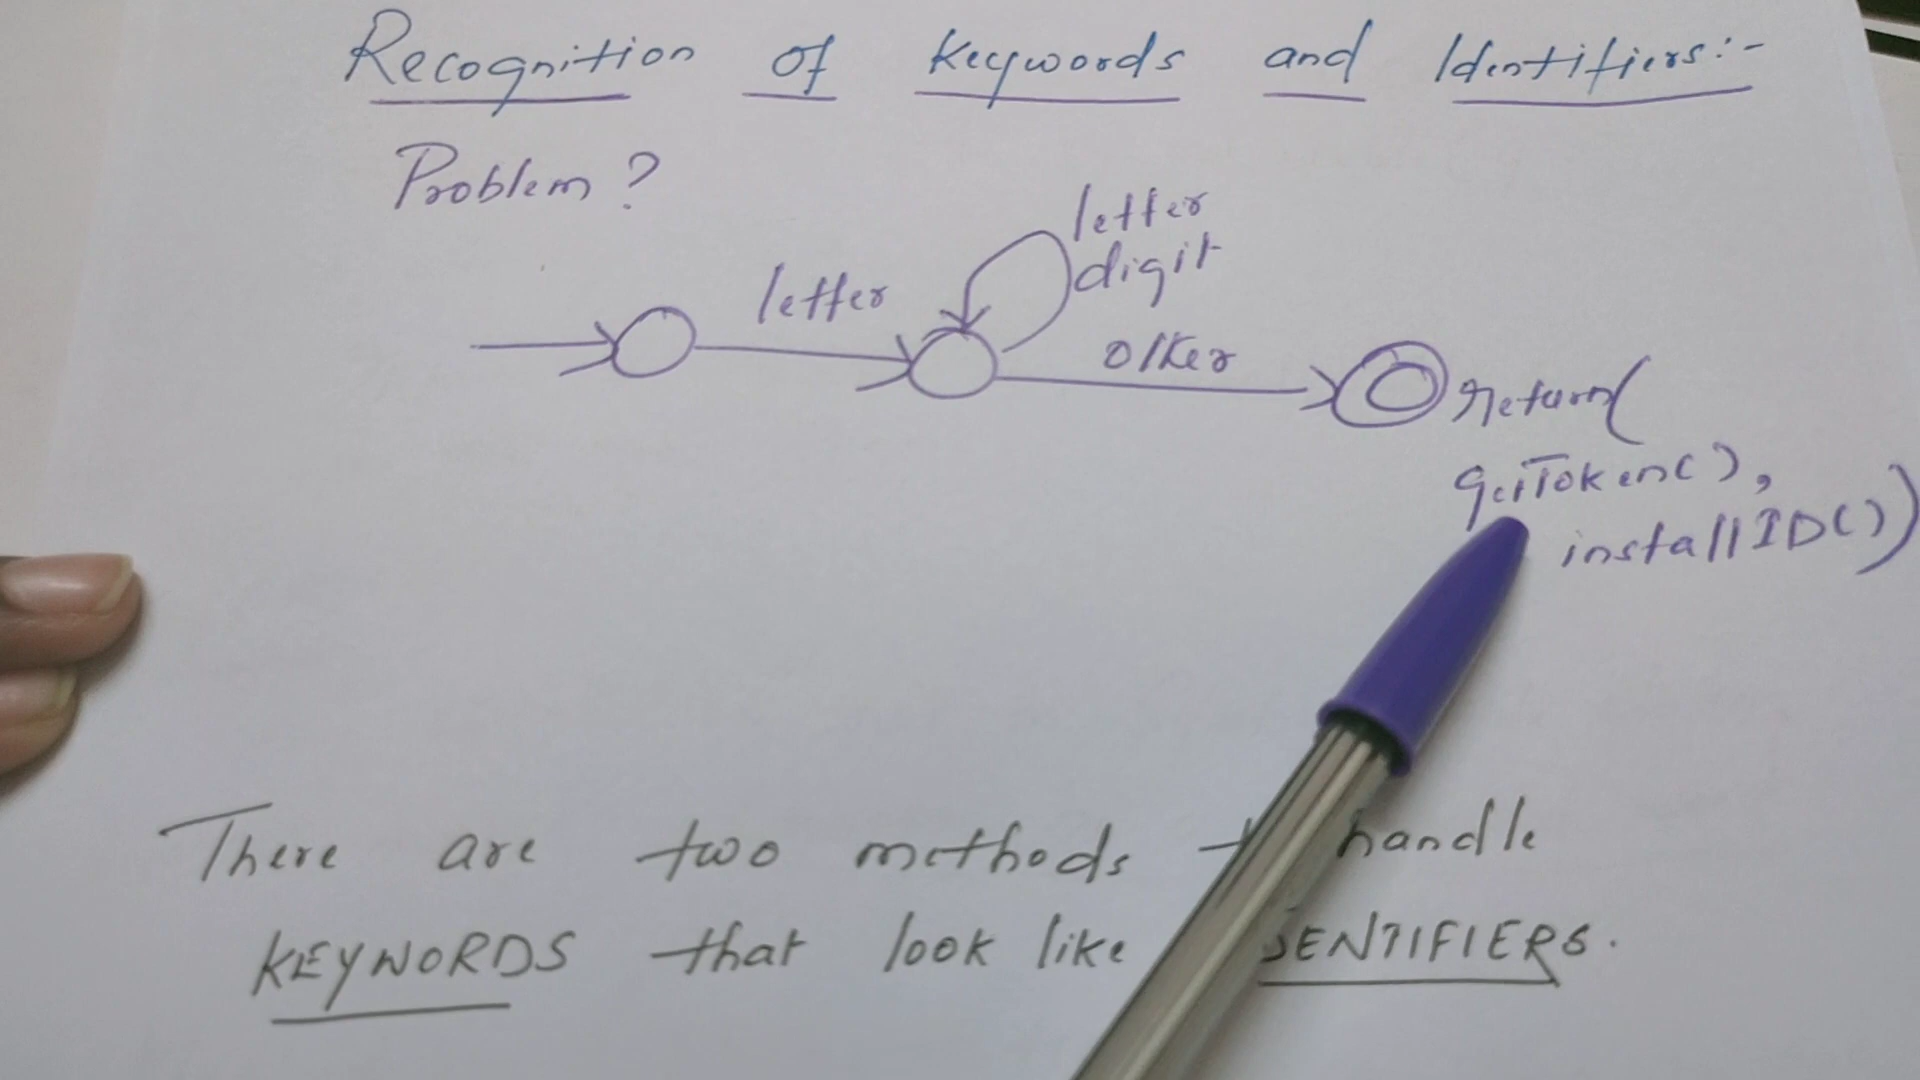 Recognition of Keywords and Identifiers:-
Problem?
letter
digit
letter
other
return(
getToken(),
installID())
There are two methods handle
KEYWORDS that look like